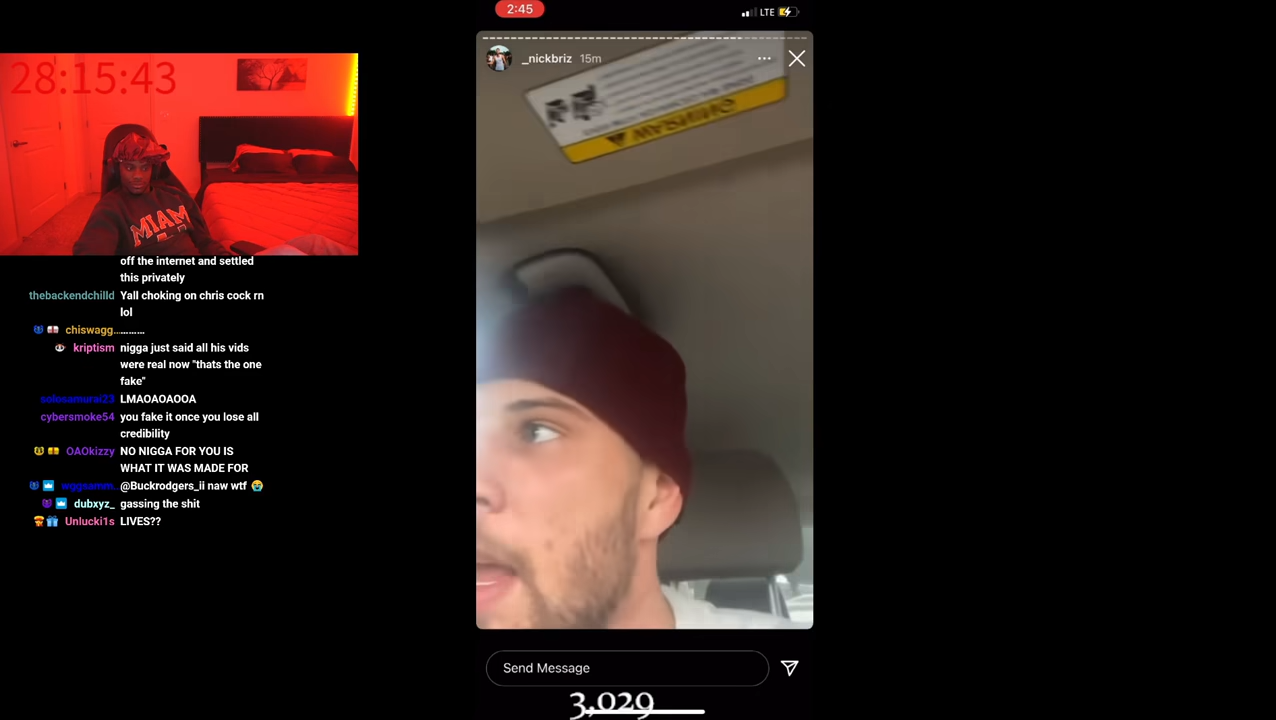 2:45
LTE
_nickbriz 15m
WARNING
28:15:43
MIAM
off the internet and settled
this privately
thebackendchilld Yall choking on chris cock rn
lol
chiswagg... ........
kriptism nigga just said all his vids
were real now "thats the one
fake"
solosamurai23 LMAOAOAOOA
cybersmoke54 you fake it once you lose all
credibility
OAOkizzy NO NIGGA FOR YOU IS
WHAT IT WAS MADE FOR
wggsamm. @Buckrodgers_ii naw wtf 😭
dubxyz_ gassing the shit
Unlucki1s LIVES??
Send Message
3,029